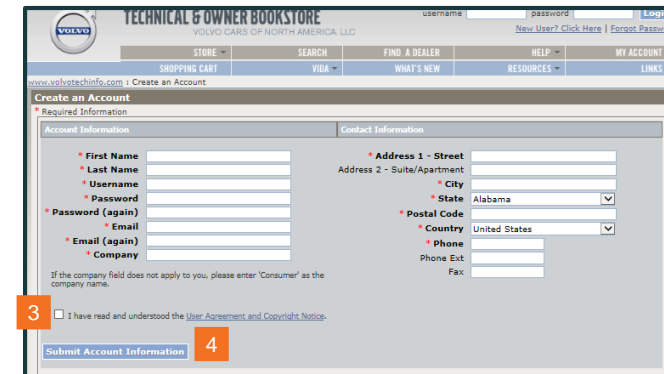 VOLVO
TECHNICAL & OWNER BOOKSTORE
VOLVO CARS OF NORTH AMERICA LLC
username password Logi
New User? Click Here | Forgot Passw
STORE SEARCH FIND A DEALER HELP MY ACCOUNT
SHOPPING CART VIDA WHAT'S NEW RESOURCES LINKS
www.volvotechinfo.com : Create an Account
Create an Account
* Required Information
Account Information
* First Name
* Last Name
* Username
* Password
* Password (again)
* Email
* Email (again)
* Company
If the company field does not apply to you, please enter 'Consumer' as the
company name.
Contact Information
* Address 1 - Street
Address 2 - Suite/Apartment
* City
* State Alabama
* Postal Code
* Country United States
* Phone
Phone Ext
Fax
3 I have read and understood the User Agreement and Copyright Notice.
Submit Account Information 4